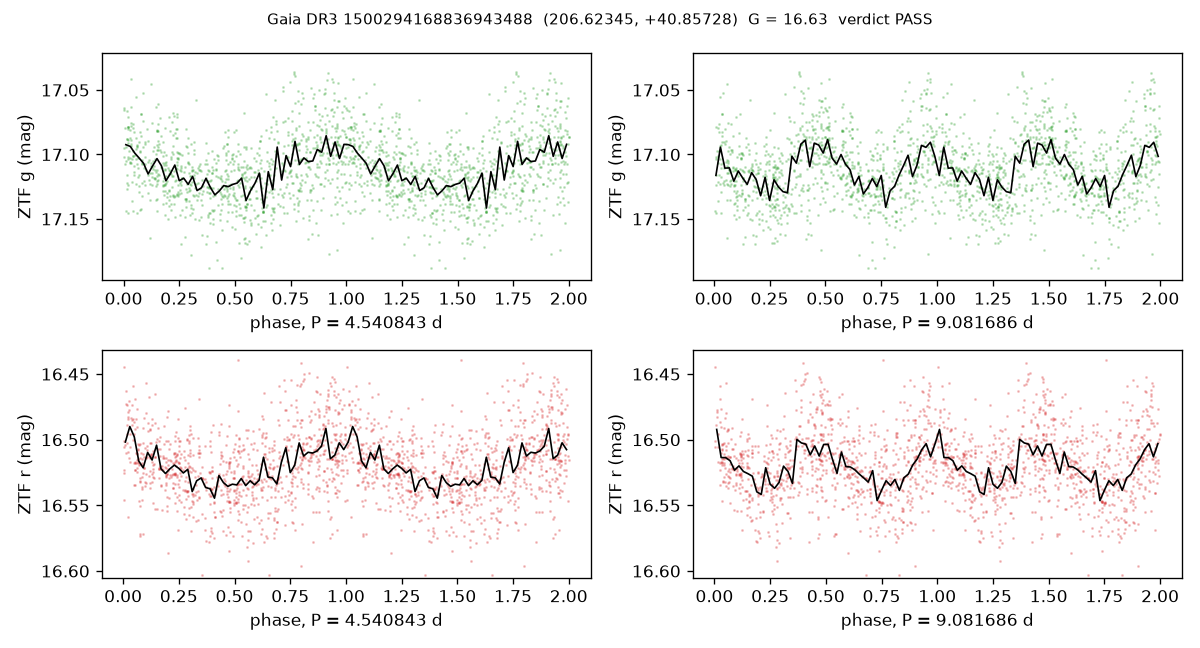 Gaia DR3 1500294168836943488 (206.62345, +40.85728) G = 16.63 verdict PASS
ZTF g (mag)
17.05
17.10
17.15
0.00 0.25 0.50 0.75 1.00 1.25 1.50 1.75 2.00
phase, P = 4.540843 d
ZTF g (mag)
17.05
17.10
17.15
0.00 0.25 0.50 0.75 1.00 1.25 1.50 1.75 2.00
phase, P = 9.081686 d
ZTF r (mag)
16.45
16.50
16.55
16.60
0.00 0.25 0.50 0.75 1.00 1.25 1.50 1.75 2.00
phase, P = 4.540843 d
ZTF r (mag)
16.45
16.50
16.55
16.60
0.00 0.25 0.50 0.75 1.00 1.25 1.50 1.75 2.00
phase, P = 9.081686 d